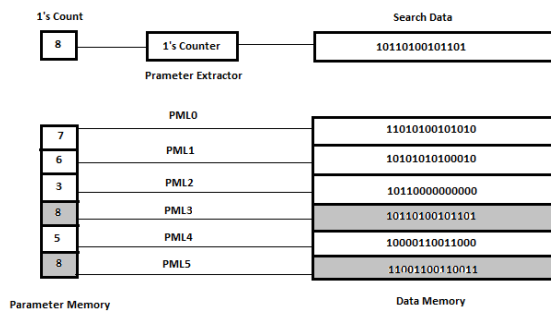 1's Count
Search Data
8
1's Counter
10110100101101
Prameter Extractor
PML0
7
11010100101010
PML1
6
10101010100010
PML2
3
10110000000000
PML3
8
10110100101101
PML4
5
10000110011000
PML5
8
11001100110011
Parameter Memory
Data Memory